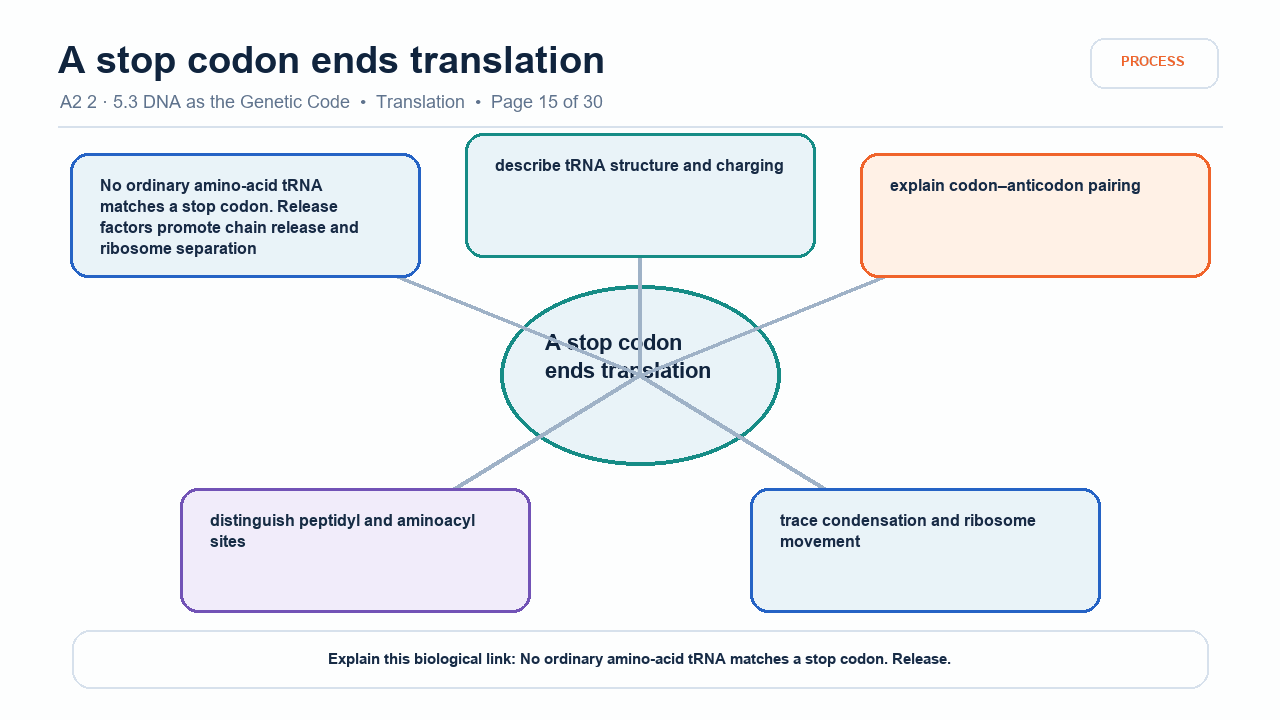 A stop codon ends translation
PROCESS
A2 2 · 5.3 DNA as the Genetic Code • Translation • Page 15 of 30
No ordinary amino-acid tRNA
matches a stop codon. Release
factors promote chain release and
ribosome separation
describe tRNA structure and charging
explain codon–anticodon pairing
A stop codon
ends translation
distinguish peptidyl and aminoacyl
sites
trace condensation and ribosome
movement
Explain this biological link: No ordinary amino-acid tRNA matches a stop codon. Release.